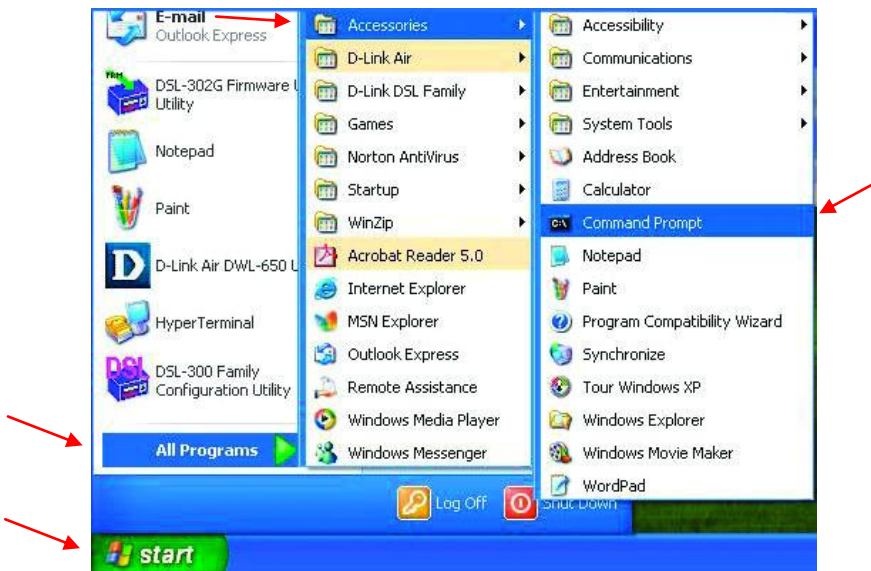 E-mail
Outlook Express
DSL-302G Firmware U
Utility
Notepad
Paint
D-Link Air DWL-650 U
HyperTerminal
DSL-300 Family
Configuration Utility
All Programs
Accessories
D-Link Air
D-Link DSL Family
Games
Norton AntiVirus
Startup
WinZip
Acrobat Reader 5.0
Internet Explorer
MSN Explorer
Outlook Express
Remote Assistance
Windows Media Player
Windows Messenger
Accessibility
Communications
Entertainment
System Tools
Address Book
Calculator
Command Prompt
Notepad
Paint
Program Compatibility Wizard
Synchronize
Tour Windows XP
Windows Explorer
Windows Movie Maker
WordPad
Log Off
Shut Down
start